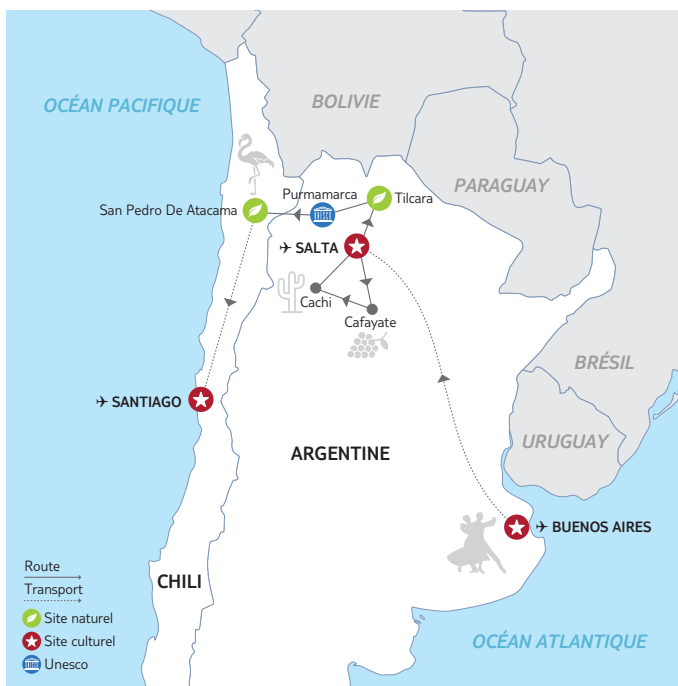 OCÉAN PACIFIQUE
BOLIVIE
PARAGUAY
Purmamarca
Tilcara
San Pedro De Atacama
SALTA
Cachi
Cafayate
BRÉSIL
SANTIAGO
URUGUAY
ARGENTINE
BUENOS AIRES
CHILI
OCÉAN ATLANTIQUE
Route
Transport
Site naturel
Site culturel
Unesco